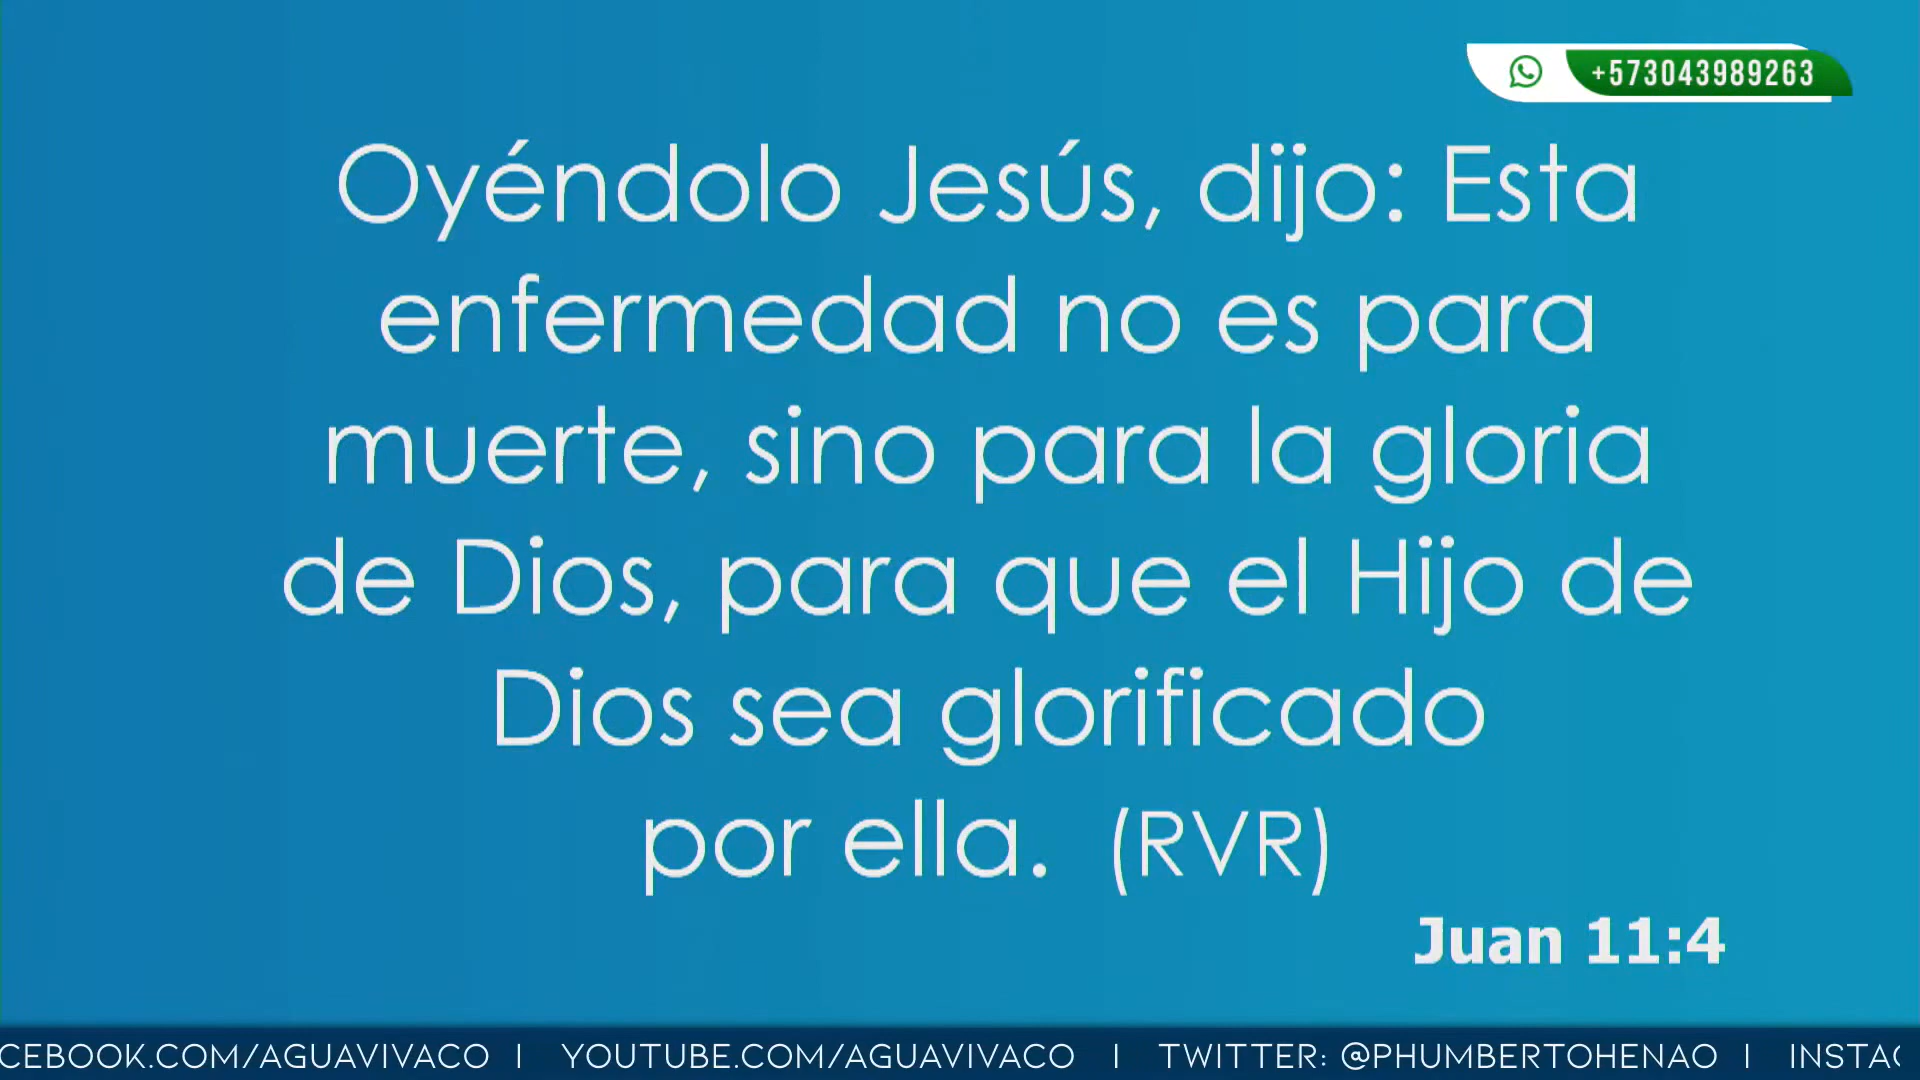 +573043989263
Oyéndolo Jesús, dijo: Esta
enfermedad no es para
muerte, sino para la gloria
de Dios, para que el Hijo de
Dios sea glorificado
por ella. (RVR)
Juan 11:4
CEBOOK.COM/AGUAVIVACO | YOUTUBE.COM/AGUAVIVACO | TWITTER: @PHUMBERTOHENAO | INSTA